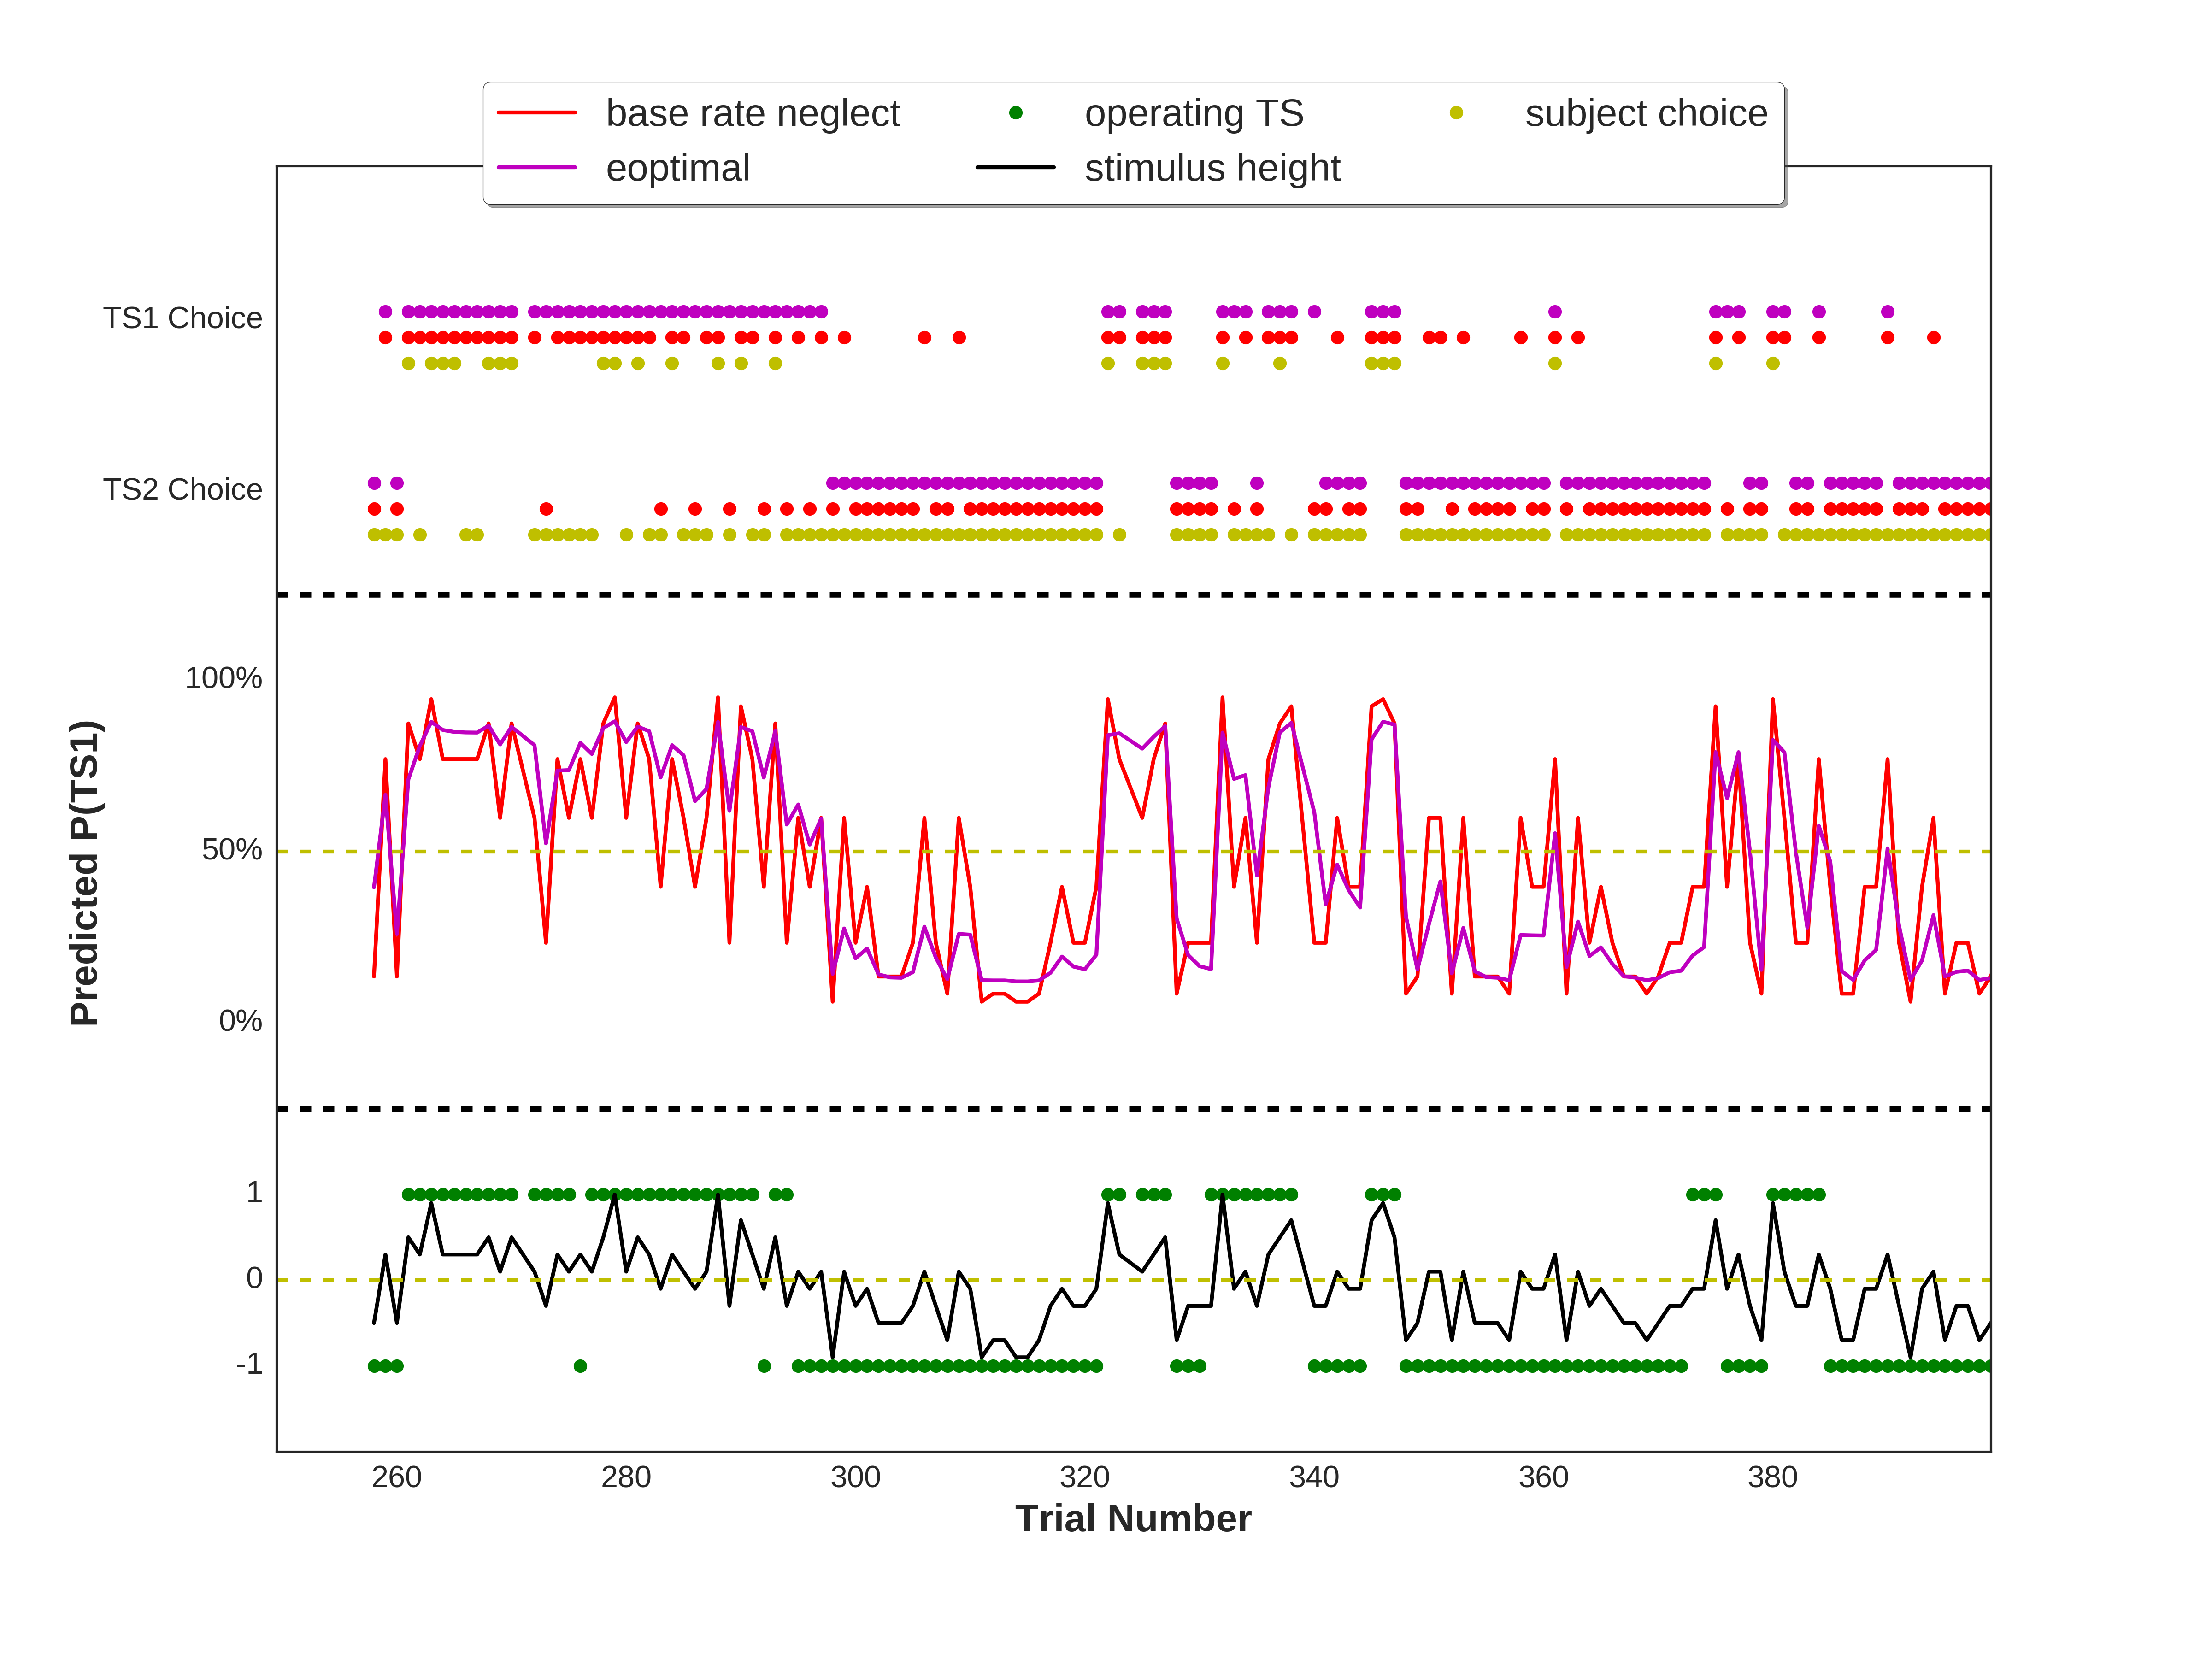 base rate neglect
operating TS
subject choice
eoptimal
stimulus height
TS1 Choice
TS2 Choice
100%
50%
0%
Predicted P(TS1)
1
0
-1
260 280 300 320 340 360 380
Trial Number